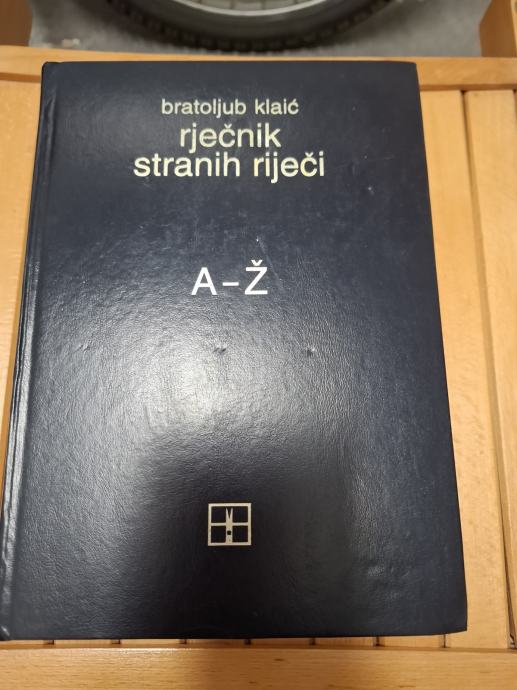 bratoljub klaić
rječnik
stranih riječi
A–Ž